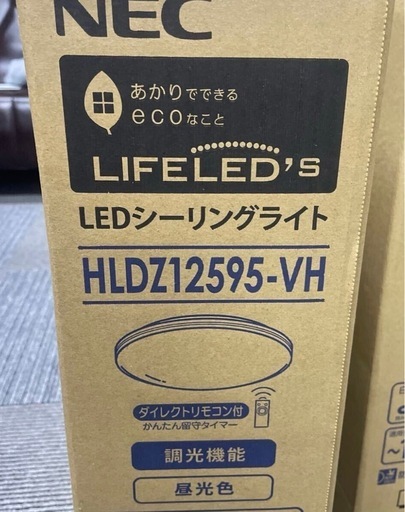 NEC
あかりでできる
ecoなこと
LIFELED'S
LEDシーリングライト
HLDZ12595-VH
ダイレクトリモコン付
かんたん留守タイマー
調光機能
昼光色